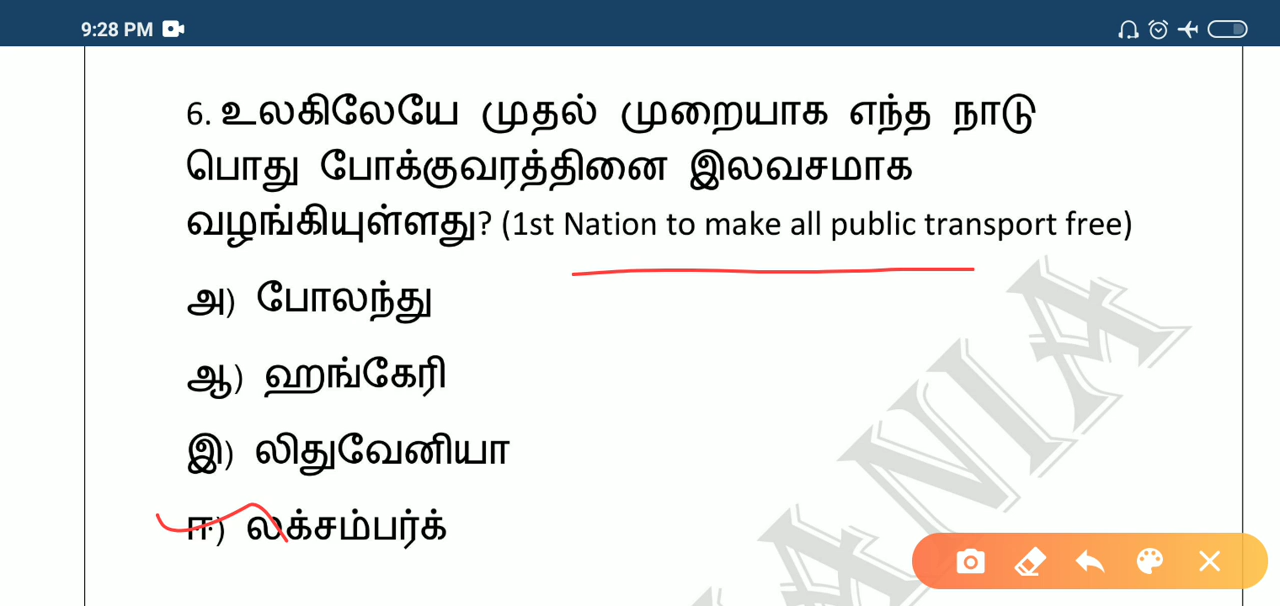 9:28 PM
6. உலகிலேயே முதல் முறையாக எந்த நாடு
பொது போக்குவரத்தினை இலவசமாக
வழங்கியுள்ளது? (1st Nation to make all public transport free)
அ) போலந்து
ஆ) ஹங்கேரி
இ) லிதுவேனியா
ஈ) லக்சம்பர்க்